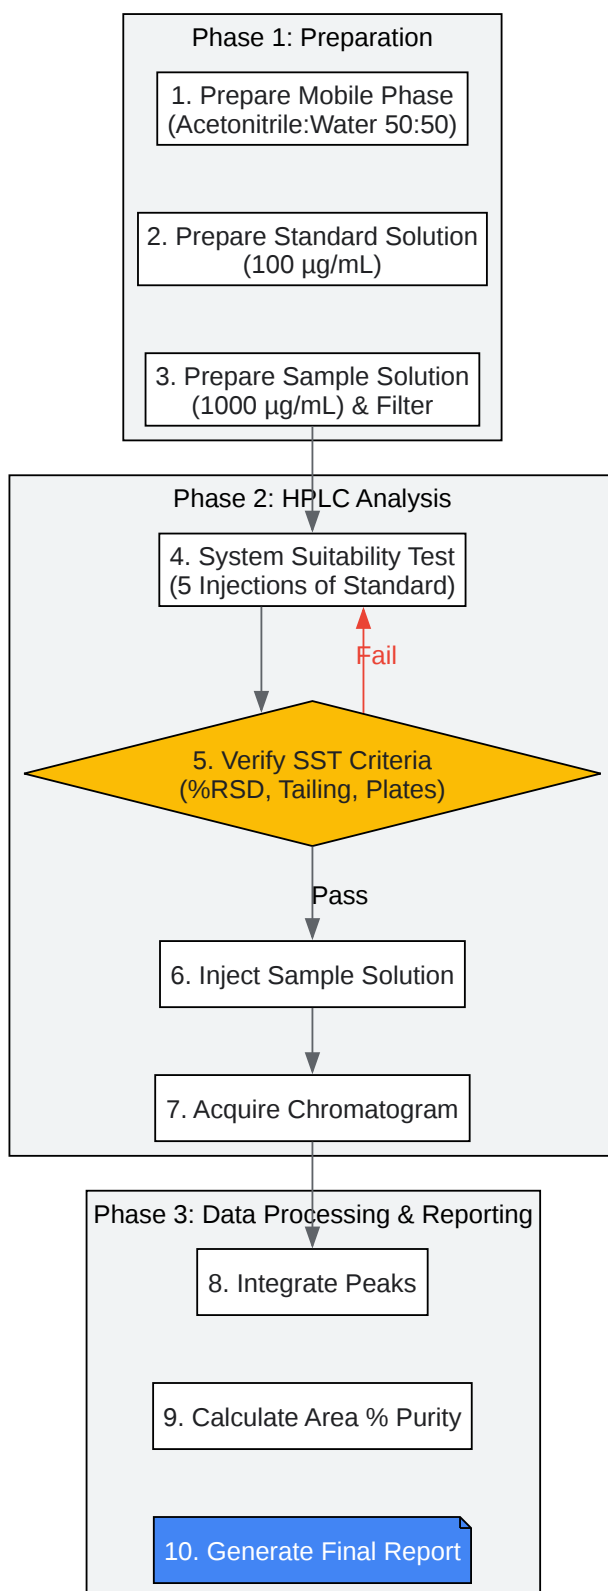 Phase 1: Preparation
1. Prepare Mobile Phase
(Acetonitrile:Water 50:50)
2. Prepare Standard Solution
(100 µg/mL)
3. Prepare Sample Solution
(1000 µg/mL) & Filter
Phase 2: HPLC Analysis
4. System Suitability Test
(5 Injections of Standard)
Fail
5. Verify SST Criteria
(%RSD, Tailing, Plates)
Pass
6. Inject Sample Solution
7. Acquire Chromatogram
Phase 3: Data Processing & Reporting
8. Integrate Peaks
9. Calculate Area % Purity
10. Generate Final Report